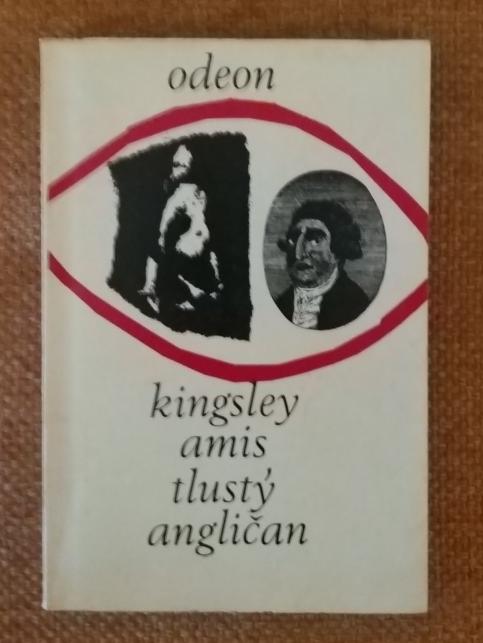 odeon
kingsley
amis
tlustý
angličan